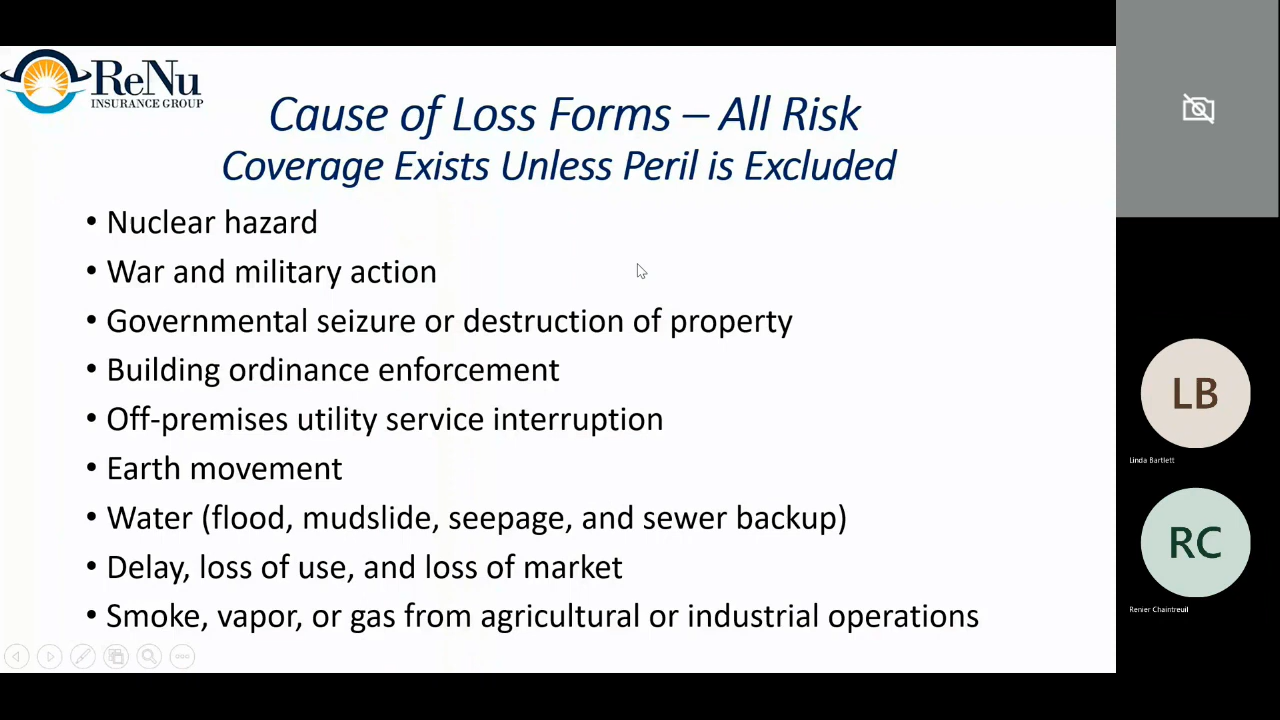 ReNu
INSURANCE GROUP
Cause of Loss Forms – All Risk
Coverage Exists Unless Peril is Excluded
• Nuclear hazard
• War and military action
• Governmental seizure or destruction of property
• Building ordinance enforcement
• Off-premises utility service interruption
• Earth movement
• Water (flood, mudslide, seepage, and sewer backup)
• Delay, loss of use, and loss of market
• Smoke, vapor, or gas from agricultural or industrial operations
LB
Linda Bartlett
RC
Renier Chaintreuil